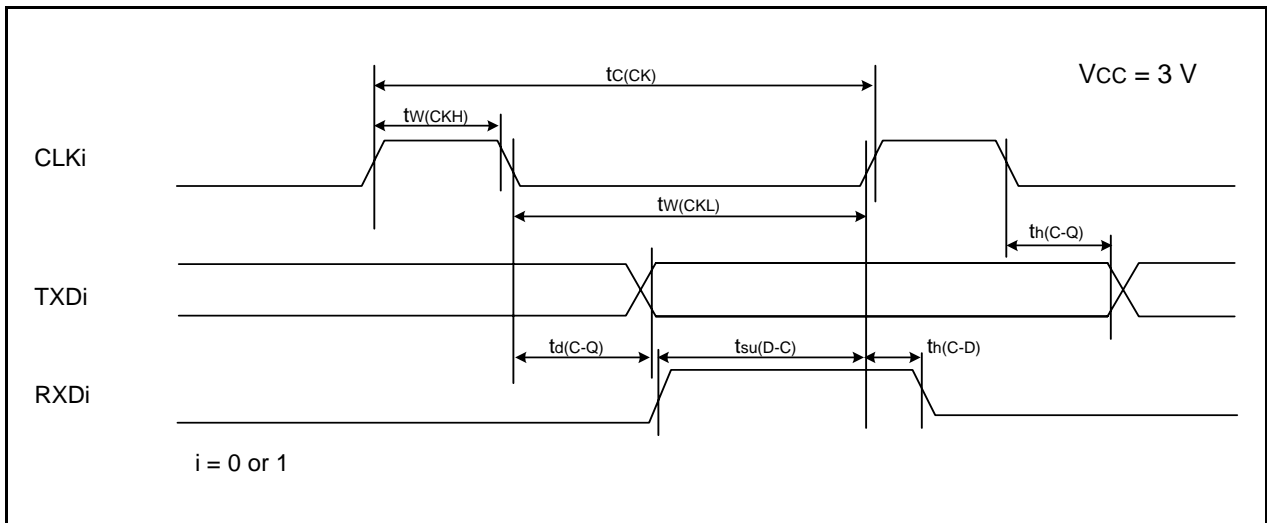 tC(CK)
VCC = 3 V
tW(CKH)
CLKi
tW(CKL)
th(C-Q)
TXDi
td(C-Q)
tsu(D-C)
th(C-D)
RXDi
i = 0 or 1